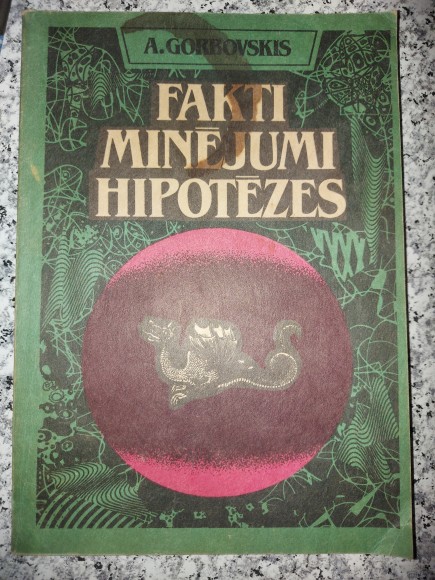 A. GORBOVSKIS
FAKTI
MINĒJUMI
HIPOTĒZES